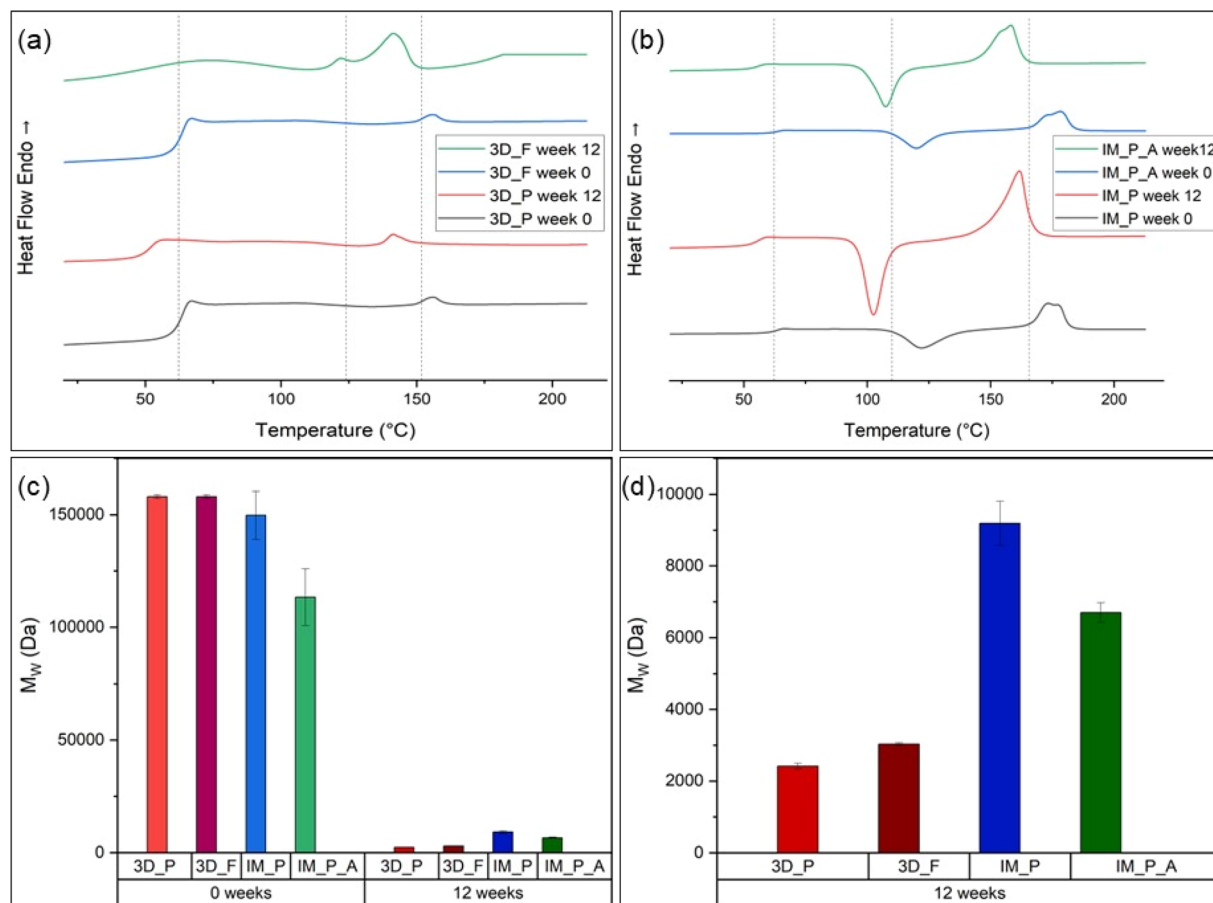 (a)
Heat Flow Endo →
3D_F week 12
3D_F week 0
3D_P week 12
3D_P week 0
50
100
150
200
Temperature (°C)
(b)
Heat Flow Endo →
IM_P_A week12
IM_P_A week 0
IM_P week 12
IM_P week 0
50
100
150
200
Temperature (°C)
(c)
M_W (Da)
150000
100000
50000
0
3D_P 3D_F IM_P IM_P_A 3D_P 3D_F IM_P IM_P_A
0 weeks 12 weeks
(d)
M_W (Da)
10000
8000
6000
4000
2000
0
3D_P 3D_F IM_P IM_P_A
12 weeks